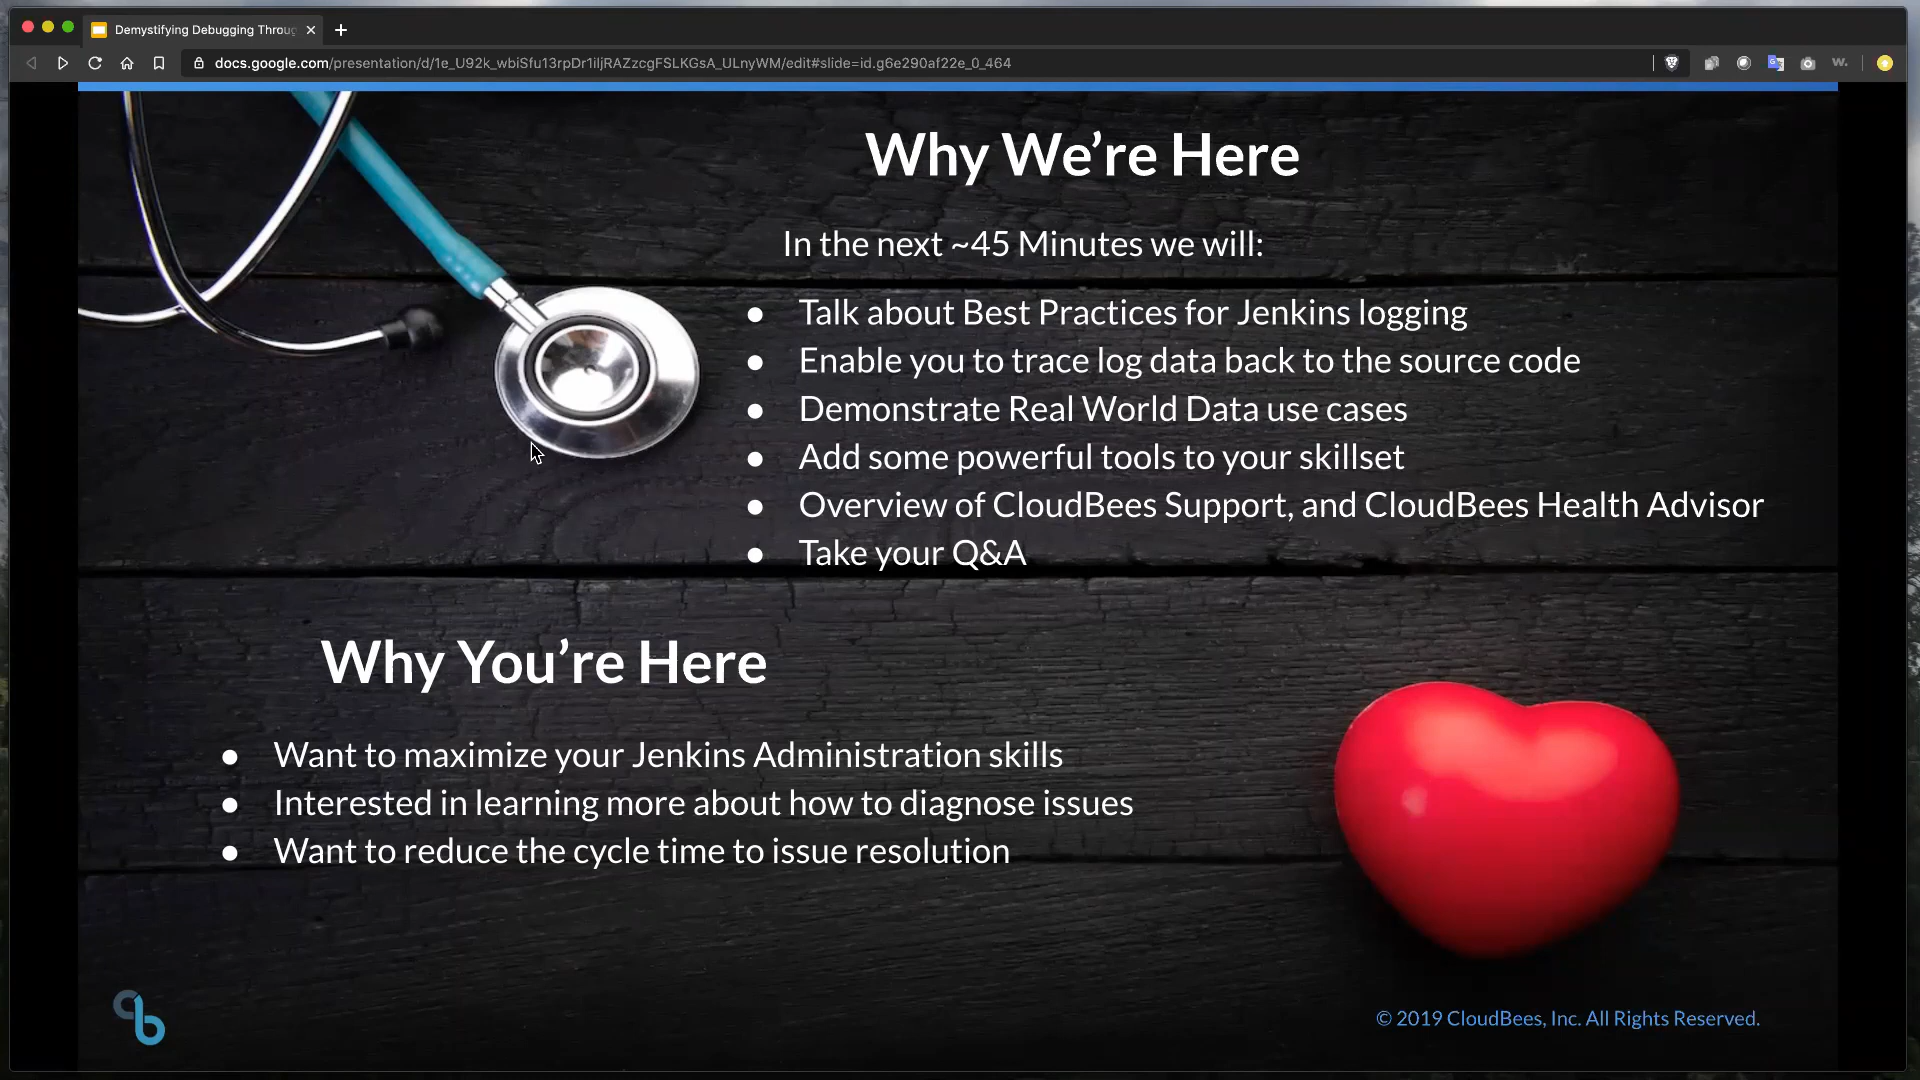 Demystifying Debugging Throu
docs.google.com/presentation/d/1e_U92k_wbiSfu13rpDr1iljRAZzcgFSLKGsA_ULnyWM/edit#slide=id.g6e290af22e_0_464
Why We’re Here
In the next ~45 Minutes we will:
● Talk about Best Practices for Jenkins logging
● Enable you to trace log data back to the source code
● Demonstrate Real World Data use cases
● Add some powerful tools to your skillset
● Overview of CloudBees Support, and CloudBees Health Advisor
● Take your Q&A
Why You’re Here
● Want to maximize your Jenkins Administration skills
● Interested in learning more about how to diagnose issues
● Want to reduce the cycle time to issue resolution
© 2019 CloudBees, Inc. All Rights Reserved.